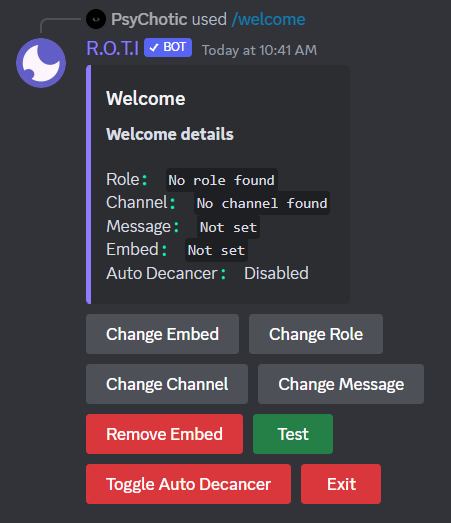 PsyChotic used /welcome
R.O.T.I ✓ BOT Today at 10:41 AM
Welcome
Welcome details
Role: No role found
Channel: No channel found
Message: Not set
Embed: Not set
Auto Decancer: Disabled
Change Embed Change Role
Change Channel Change Message
Remove Embed Test
Toggle Auto Decancer Exit